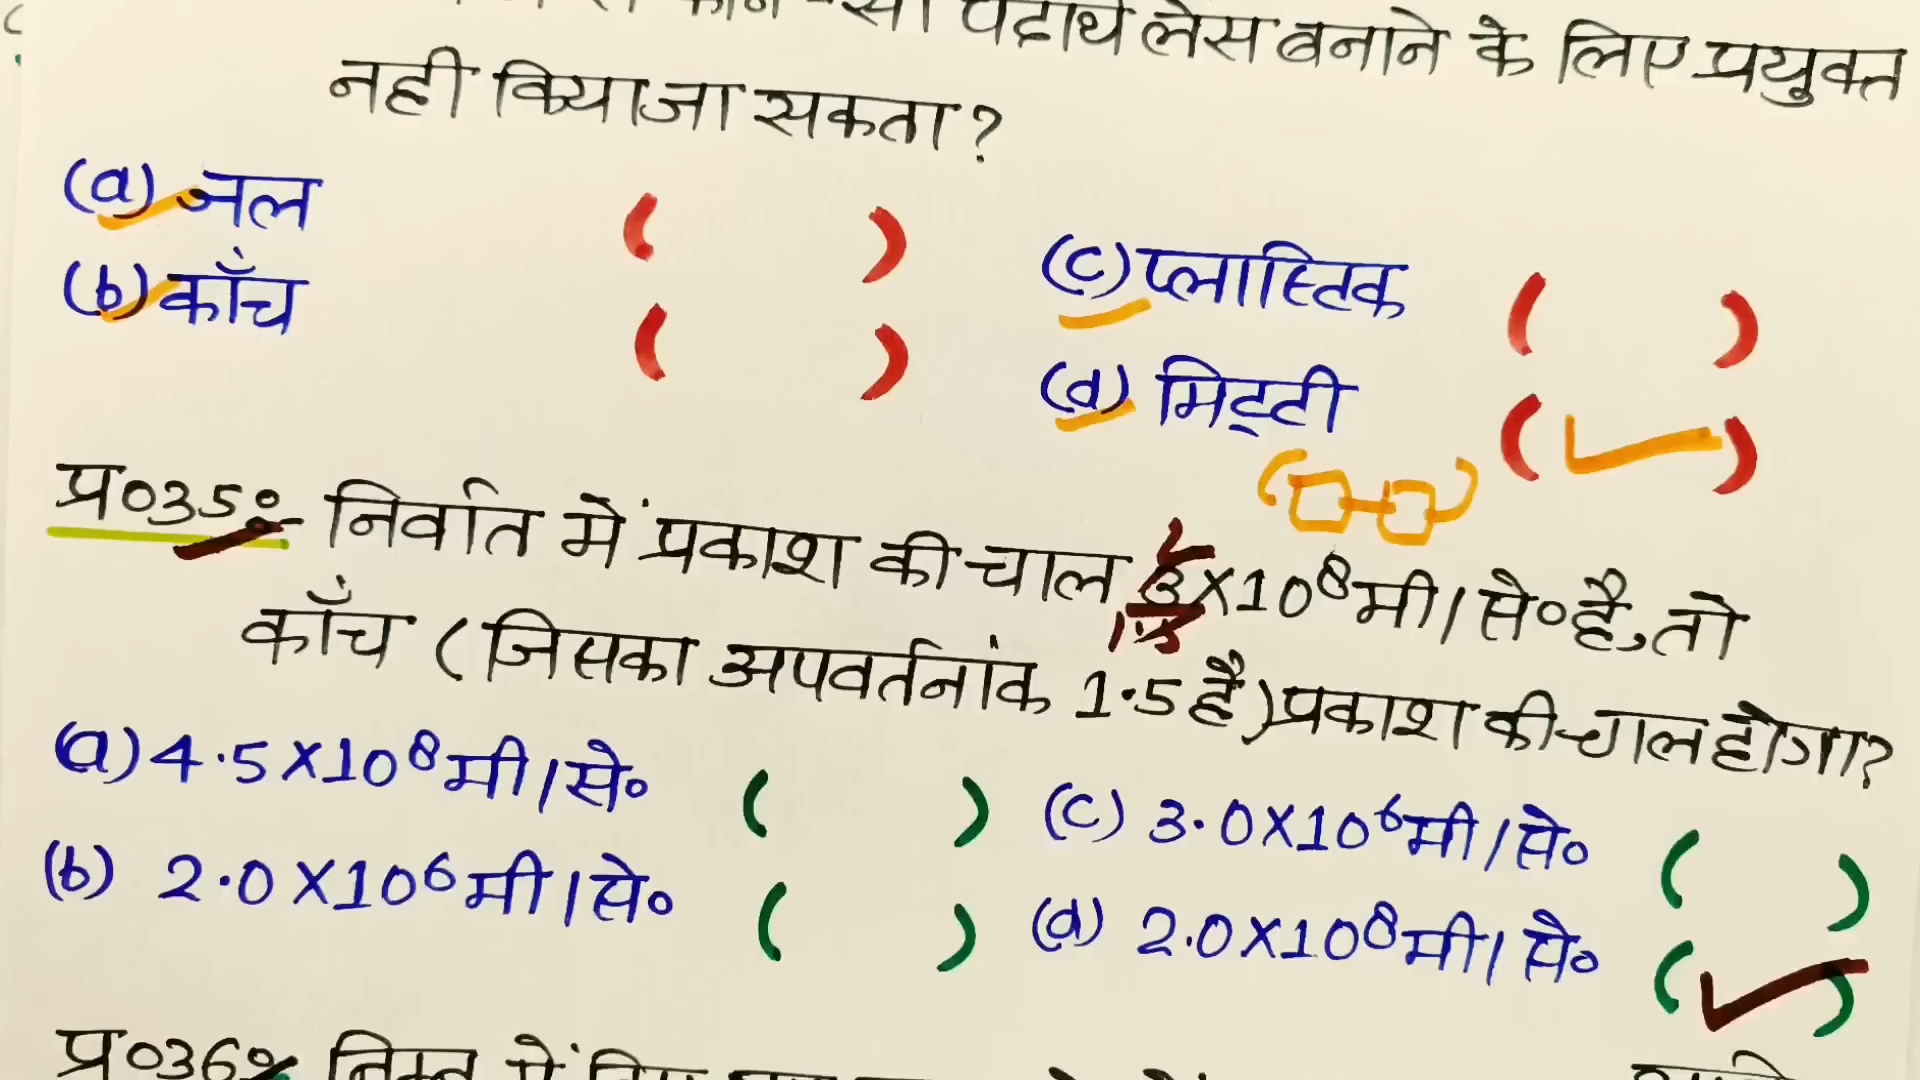 पदार्थ लेंस बनाने के लिए प्रयुक्त
नही किया जा सकता?
(a) जल ( )
(b) काँच ( )
(c) प्लास्टिक ( )
(d) मिट्टी (✓)
प्र०35ः निर्वात में प्रकाश की चाल 3×10⁸ मी/से० है, तो
काँच (जिसका अपवर्तनांक 1.5 है) प्रकाश की चाल होगा?
(a) 4.5×10⁸ मी/से० ( )
(b) 2.0×10⁶ मी/से० ( )
(c) 3.0×10⁶ मी/से० ( )
(d) 2.0×10⁸ मी/से० (✓)
प्र०36ः निम्न में